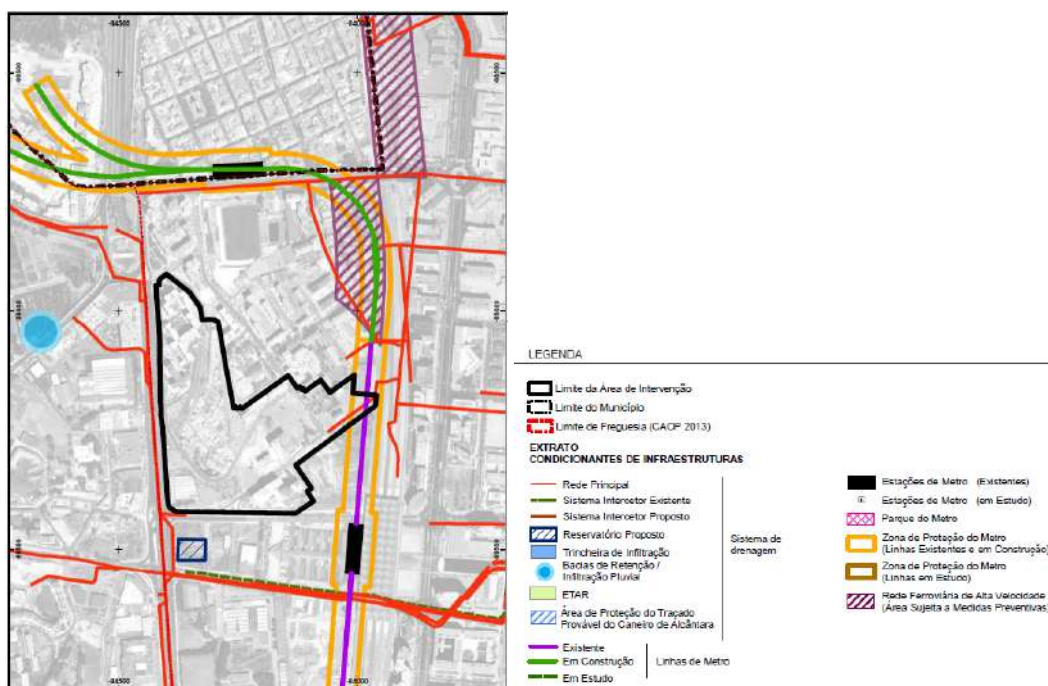 -84500
-84000
LEGENDA
Limite da Área de Intervenção
Limite do Município
Limite de Freguesia (CAOP 2013)
EXTRATO
CONDICIONANTES DE INFRAESTRUTURAS
Rede Principal
Sistema Intercetor Existente
Sistema Intercetor Proposto
Reservatório Proposto
Trincheira de Infiltração
Bacias de Retenção /
Infiltração Pluvial
ETAR
Área de Proteção do Traçado
Provável do Caneiro de Alcântara
Sistema de
drenagem
Existente
Em Construção
Em Estudo
Linhas de Metro
Estações de Metro (Existentes)
Estações de Metro (em Estudo)
Parque do Metro
Zona de Proteção do Metro
(Linhas Existentes e em Construção)
Zona de Proteção do Metro
(Linhas em Estudo)
Rede Ferroviária de Alta Velocidade
(Área Sujeita a Medidas Preventivas)
-84500
-84000